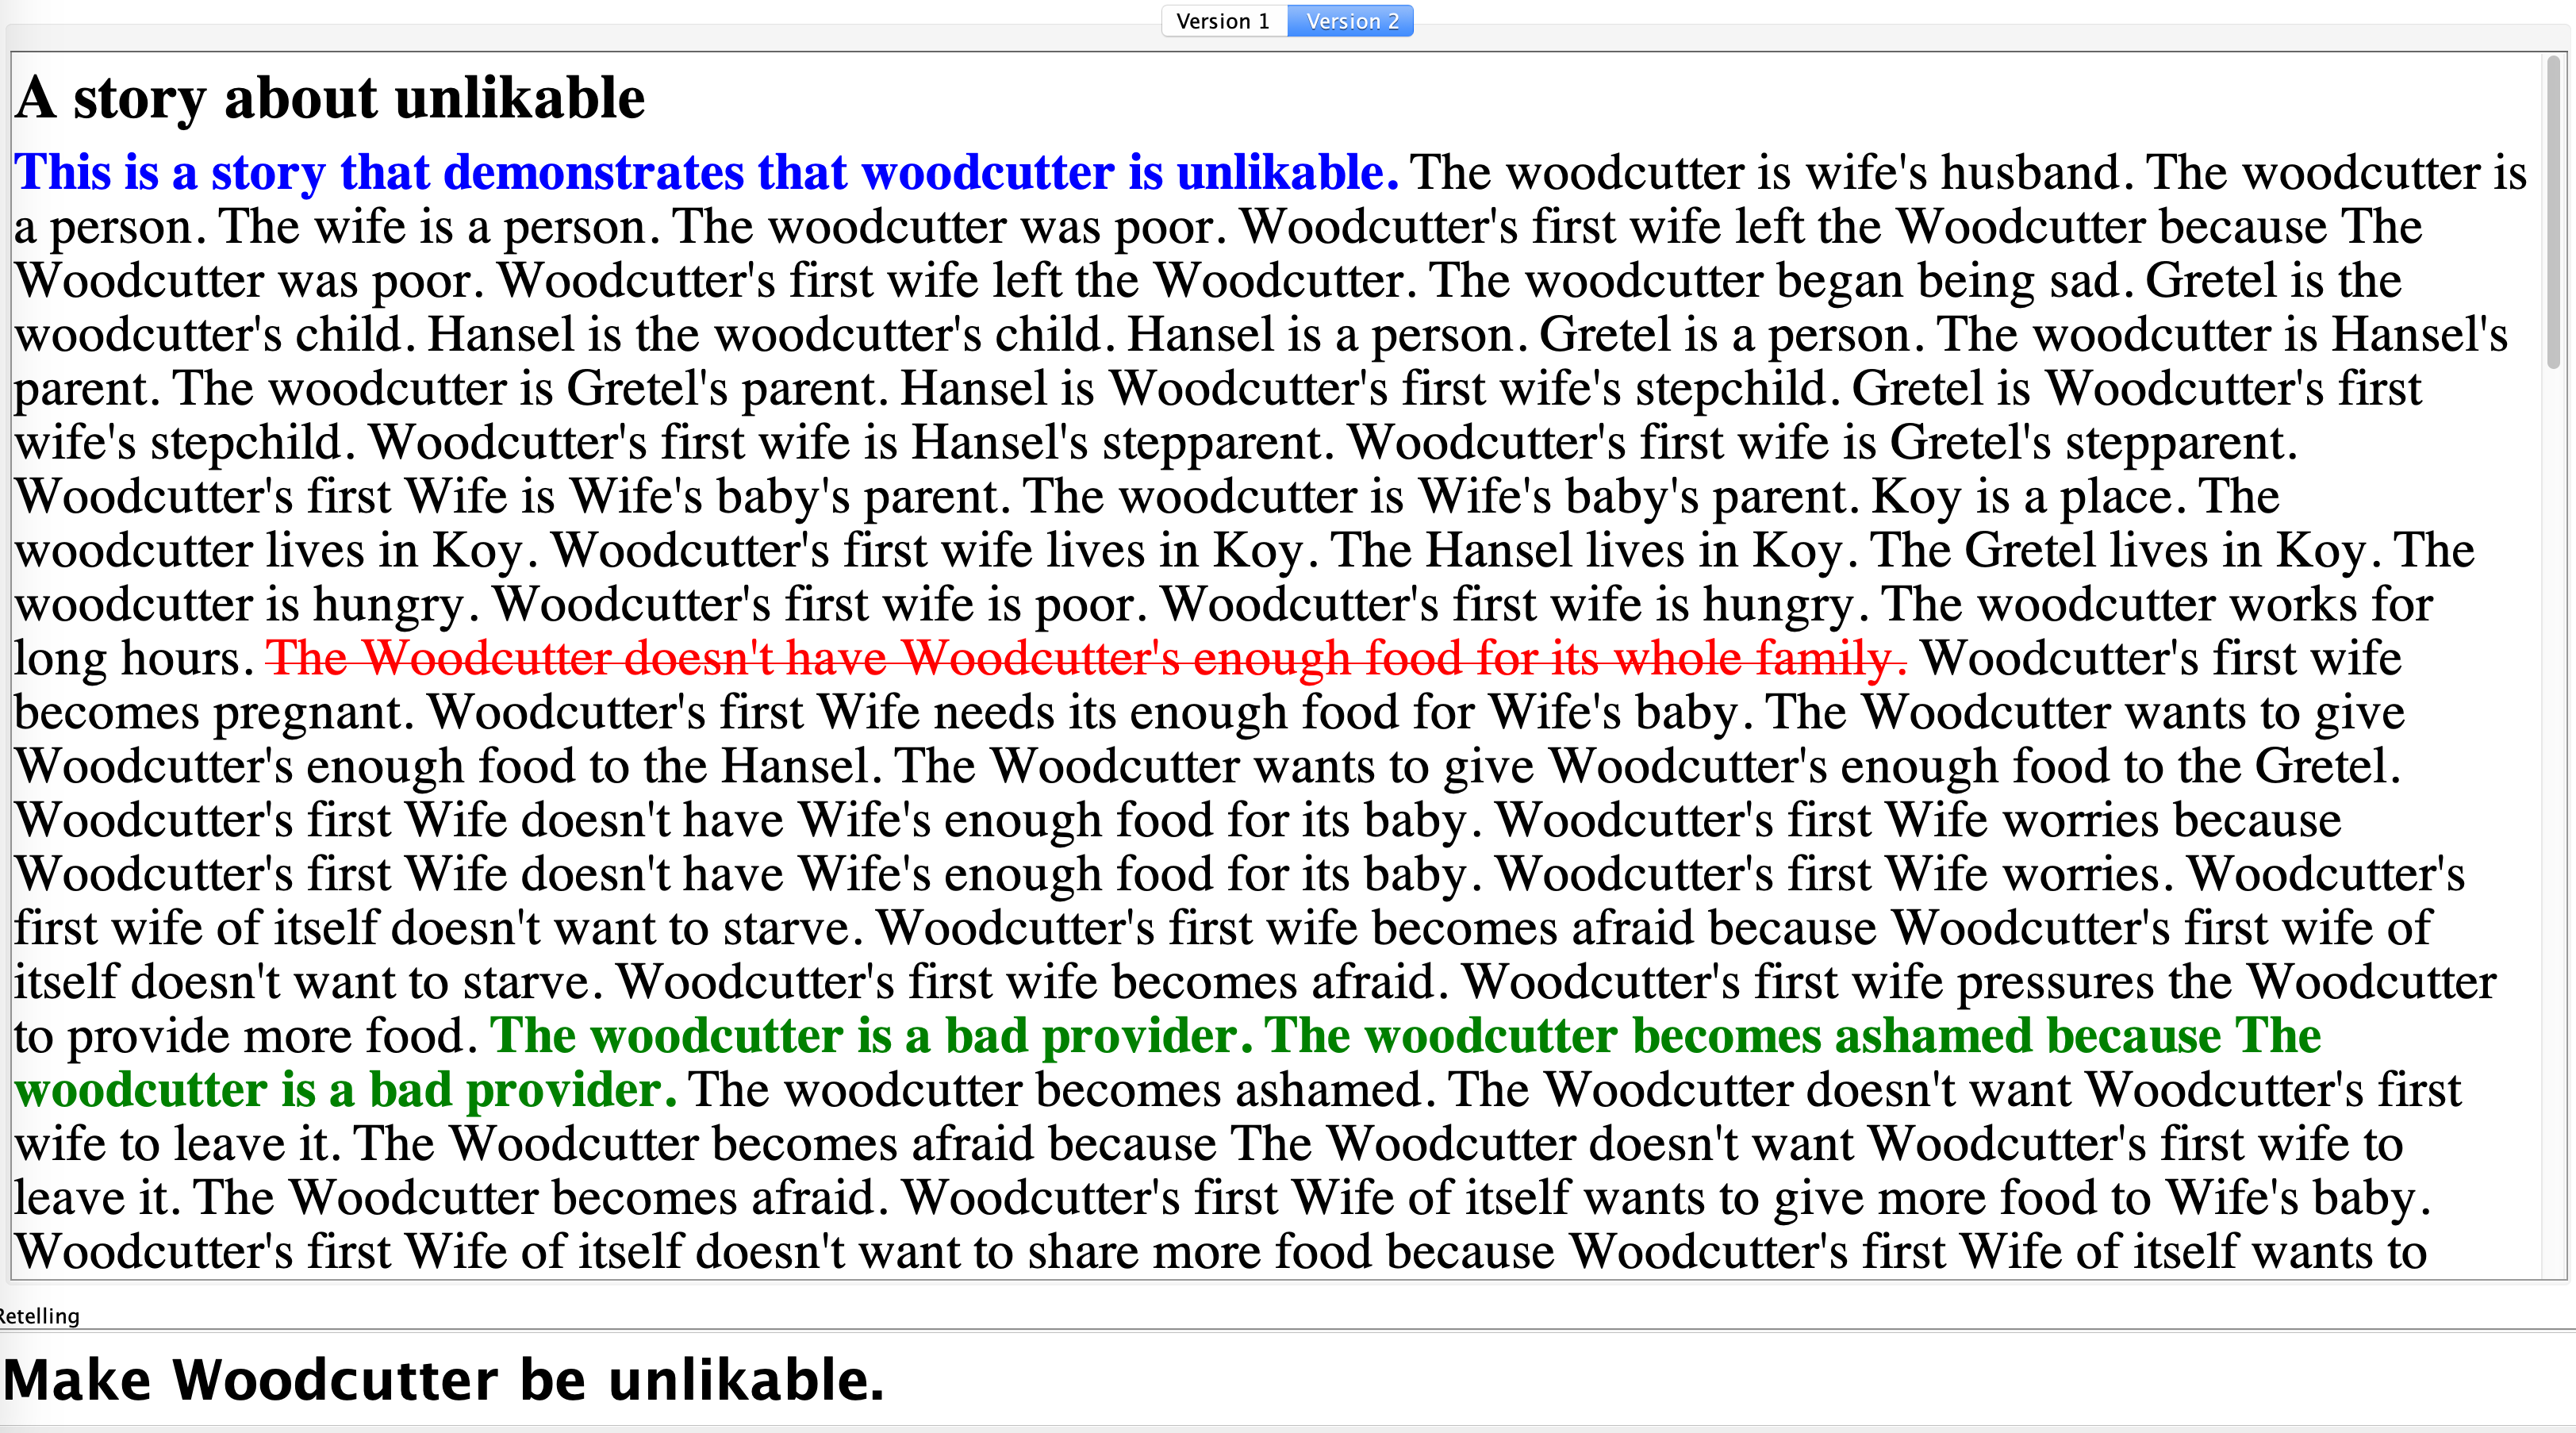 Version 1 Version 2
A story about unlikable
This is a story that demonstrates that woodcutter is unlikable. The woodcutter is wife's husband. The woodcutter is
a person. The wife is a person. The woodcutter was poor. Woodcutter's first wife left the Woodcutter because The
Woodcutter was poor. Woodcutter's first wife left the Woodcutter. The woodcutter began being sad. Gretel is the
woodcutter's child. Hansel is the woodcutter's child. Hansel is a person. Gretel is a person. The woodcutter is Hansel's
parent. The woodcutter is Gretel's parent. Hansel is Woodcutter's first wife's stepchild. Gretel is Woodcutter's first
wife's stepchild. Woodcutter's first wife is Hansel's stepparent. Woodcutter's first wife is Gretel's stepparent.
Woodcutter's first Wife is Wife's baby's parent. The woodcutter is Wife's baby's parent. Koy is a place. The
woodcutter lives in Koy. Woodcutter's first wife lives in Koy. The Hansel lives in Koy. The Gretel lives in Koy. The
woodcutter is hungry. Woodcutter's first wife is poor. Woodcutter's first wife is hungry. The woodcutter works for
long hours. The Woodcutter doesn't have Woodcutter's enough food for its whole family. Woodcutter's first wife
becomes pregnant. Woodcutter's first Wife needs its enough food for Wife's baby. The Woodcutter wants to give
Woodcutter's enough food to the Hansel. The Woodcutter wants to give Woodcutter's enough food to the Gretel.
Woodcutter's first Wife doesn't have Wife's enough food for its baby. Woodcutter's first Wife worries because
Woodcutter's first Wife doesn't have Wife's enough food for its baby. Woodcutter's first Wife worries. Woodcutter's
first wife of itself doesn't want to starve. Woodcutter's first wife becomes afraid because Woodcutter's first wife of
itself doesn't want to starve. Woodcutter's first wife becomes afraid. Woodcutter's first wife pressures the Woodcutter
to provide more food. The woodcutter is a bad provider. The woodcutter becomes ashamed because The
woodcutter is a bad provider. The woodcutter becomes ashamed. The Woodcutter doesn't want Woodcutter's first
wife to leave it. The Woodcutter becomes afraid because The Woodcutter doesn't want Woodcutter's first wife to
leave it. The Woodcutter becomes afraid. Woodcutter's first Wife of itself wants to give more food to Wife's baby.
Woodcutter's first Wife of itself doesn't want to share more food because Woodcutter's first Wife of itself wants to
Retelling
Make Woodcutter be unlikable.